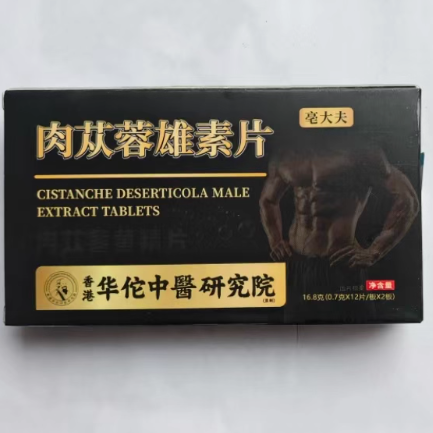 亳大夫
肉苁蓉雄素片
CISTANCHE DESERTICOLA MALE
EXTRACT TABLETS
香港 华佗中醫研究院
净含量
16.8克(0.7克X12片/板X2板)